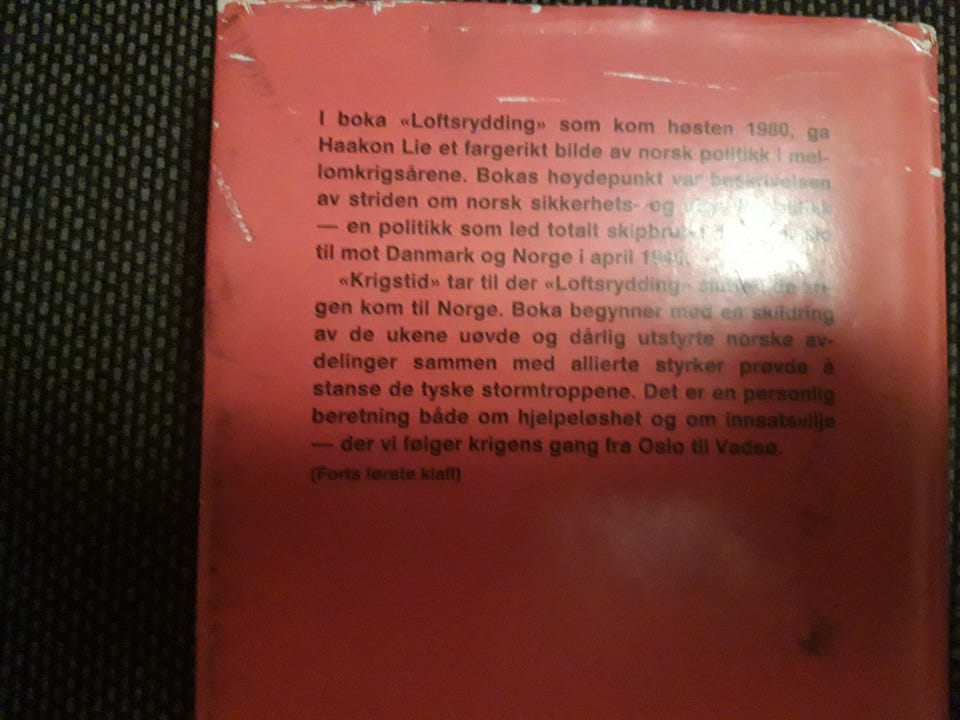 I boka «Loftsrydding» som kom høsten 1980, ga
Haakon Lie et fargerikt bilde av norsk politikk i mel-
lomkrigsårene. Bokas høydepunkt var beskrivelsen
av striden om norsk sikkerhets- og
— en politikk som led totalt
til mot Danmark og Norge i april
«Krigstid» tar til der «Loftsrydding»
gen kom til Norge. Boka begynner med en skildring
av de ukene uøvde og dårlig utstyrte norske av-
delinger sammen med allierte styrker prøvde å
stanse de tyske stormtroppene. Det er en personlig
beretning både om hjelpeløshet og om innsatsvilje
— der vi følger krigens gang fra Oslo til Vadsø.
(Forts første klaff)